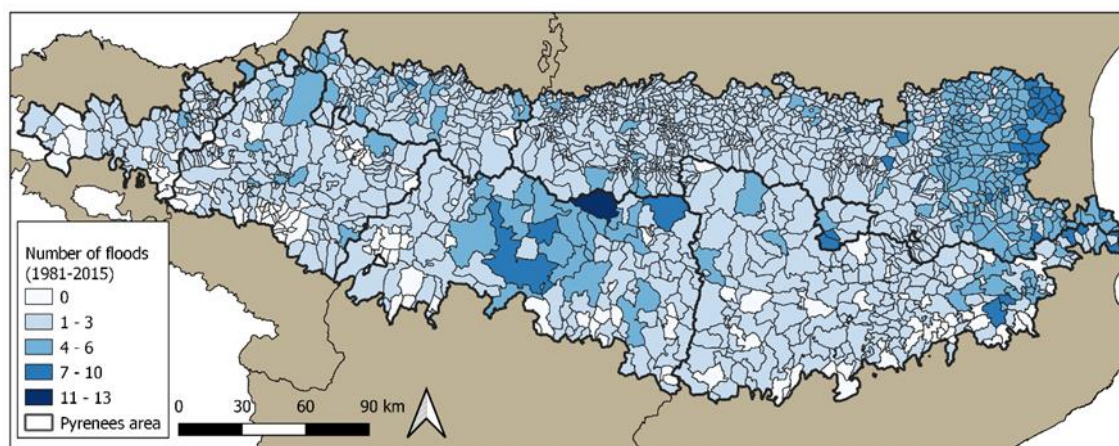 Number of floods
(1981-2015)
0
1 - 3
4 - 6
7 - 10
11 - 13
Pyrenees area
0 30 60 90 km